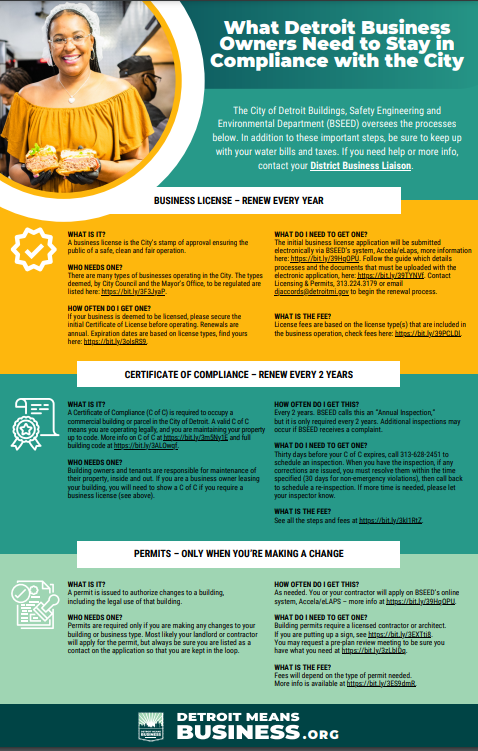 What Detroit Business
Owners Need to Stay in
Compliance with the City
The City of Detroit Buildings, Safety Engineering and
Environmental Department (BSEED) oversees the processes
below. In addition to these important steps, be sure to keep up
with your water bills and taxes. If you need help or more info,
contact your District Business Liaison.
BUSINESS LICENSE – RENEW EVERY YEAR
WHAT IS IT?
A business license is the City's stamp of approval ensuring the
public of a safe, clean and fair operation.
WHO NEEDS ONE?
There are many types of businesses operating in the City. The types
deemed, by City Council and the Mayor's Office, to be regulated are
listed here: https://bit.ly/3F3JyaP.
HOW OFTEN DO I GET ONE?
If your business is deemed to be licensed, please secure the
initial Certificate of License before operating. Renewals are
annual. Expiration dates are based on license types, find yours
here: https://bit.ly/3olsRS9.
WHAT DO I NEED TO GET ONE?
The initial business license application will be submitted
electronically via BSEED's system, Accela/eLAPS, more information
here: https://bit.ly/39HqOPU. Follow the guide which details
processes and the documents that must be uploaded with the
electronic application, here: https://bit.ly/39TYNVf. Contact
Licensing & Permits, 313.224.3179 or email
djaccords@detroitmi.gov to begin the renewal process.
WHAT IS THE FEE?
License fees are based on the license type(s) that are included in
the business operation, check fees here: https://bit.ly/39PCLDI.
CERTIFICATE OF COMPLIANCE – RENEW EVERY 2 YEARS
WHAT IS IT?
A Certificate of Compliance (C of C) is required to occupy a
commercial building or parcel in the City of Detroit. A valid C of C
means you are operating legally, and you are maintaining your property
up to code. More info on C of C at https://bit.ly/3m5Ny1E and full
building code at https://bit.ly/3ALOwqf.
WHO NEEDS ONE?
Building owners and tenants are responsible for maintenance of
their property, inside and out. If you are a business owner leasing
your building, you will need to show a C of C if you require a
business license (see above).
HOW OFTEN DO I GET THIS?
Every 2 years. BSEED calls this an "Annual Inspection,"
but it is only required every 2 years. Additional inspections may
occur if BSEED receives a complaint.
WHAT DO I NEED TO GET ONE?
Thirty days before your C of C expires, call 313-628-2451 to
schedule an inspection. When you have the inspection, if any
corrections are issued, you must resolve them within the time
specified (30 days for non-emergency violations), then call back
to schedule a re-inspection. If more time is needed, please let
your inspector know.
WHAT IS THE FEE?
See all the steps and fees at https://bit.ly/3kI1RtZ.
PERMITS – ONLY WHEN YOU'RE MAKING A CHANGE
WHAT IS IT?
A permit is issued to authorize changes to a building,
including the legal use of that building.
WHO NEEDS ONE?
Permits are required only if you are making any changes to your
building or business type. Most likely your landlord or contractor
will apply for the permit, but always be sure you are listed as a
contact on the application so that you are kept in the loop.
HOW OFTEN DO I GET THIS?
As needed. You or your contractor will apply on BSEED's online
system, Accela/eLAPS – more info at https://bit.ly/39HqOPU.
WHAT DO I NEED TO GET ONE?
Building permits require a licensed contractor or architect.
If you are putting up a sign, see https://bit.ly/3EXTti8.
You may request a pre-plan review meeting to be sure you
have what you need at https://bit.ly/3zLblDo.
WHAT IS THE FEE?
Fees will depend on the type of permit needed.
More info is available at https://bit.ly/3ES9dmR.
DETROIT MEANS
BUSINESS
DETROIT MEANS
BUSINESS.ORG